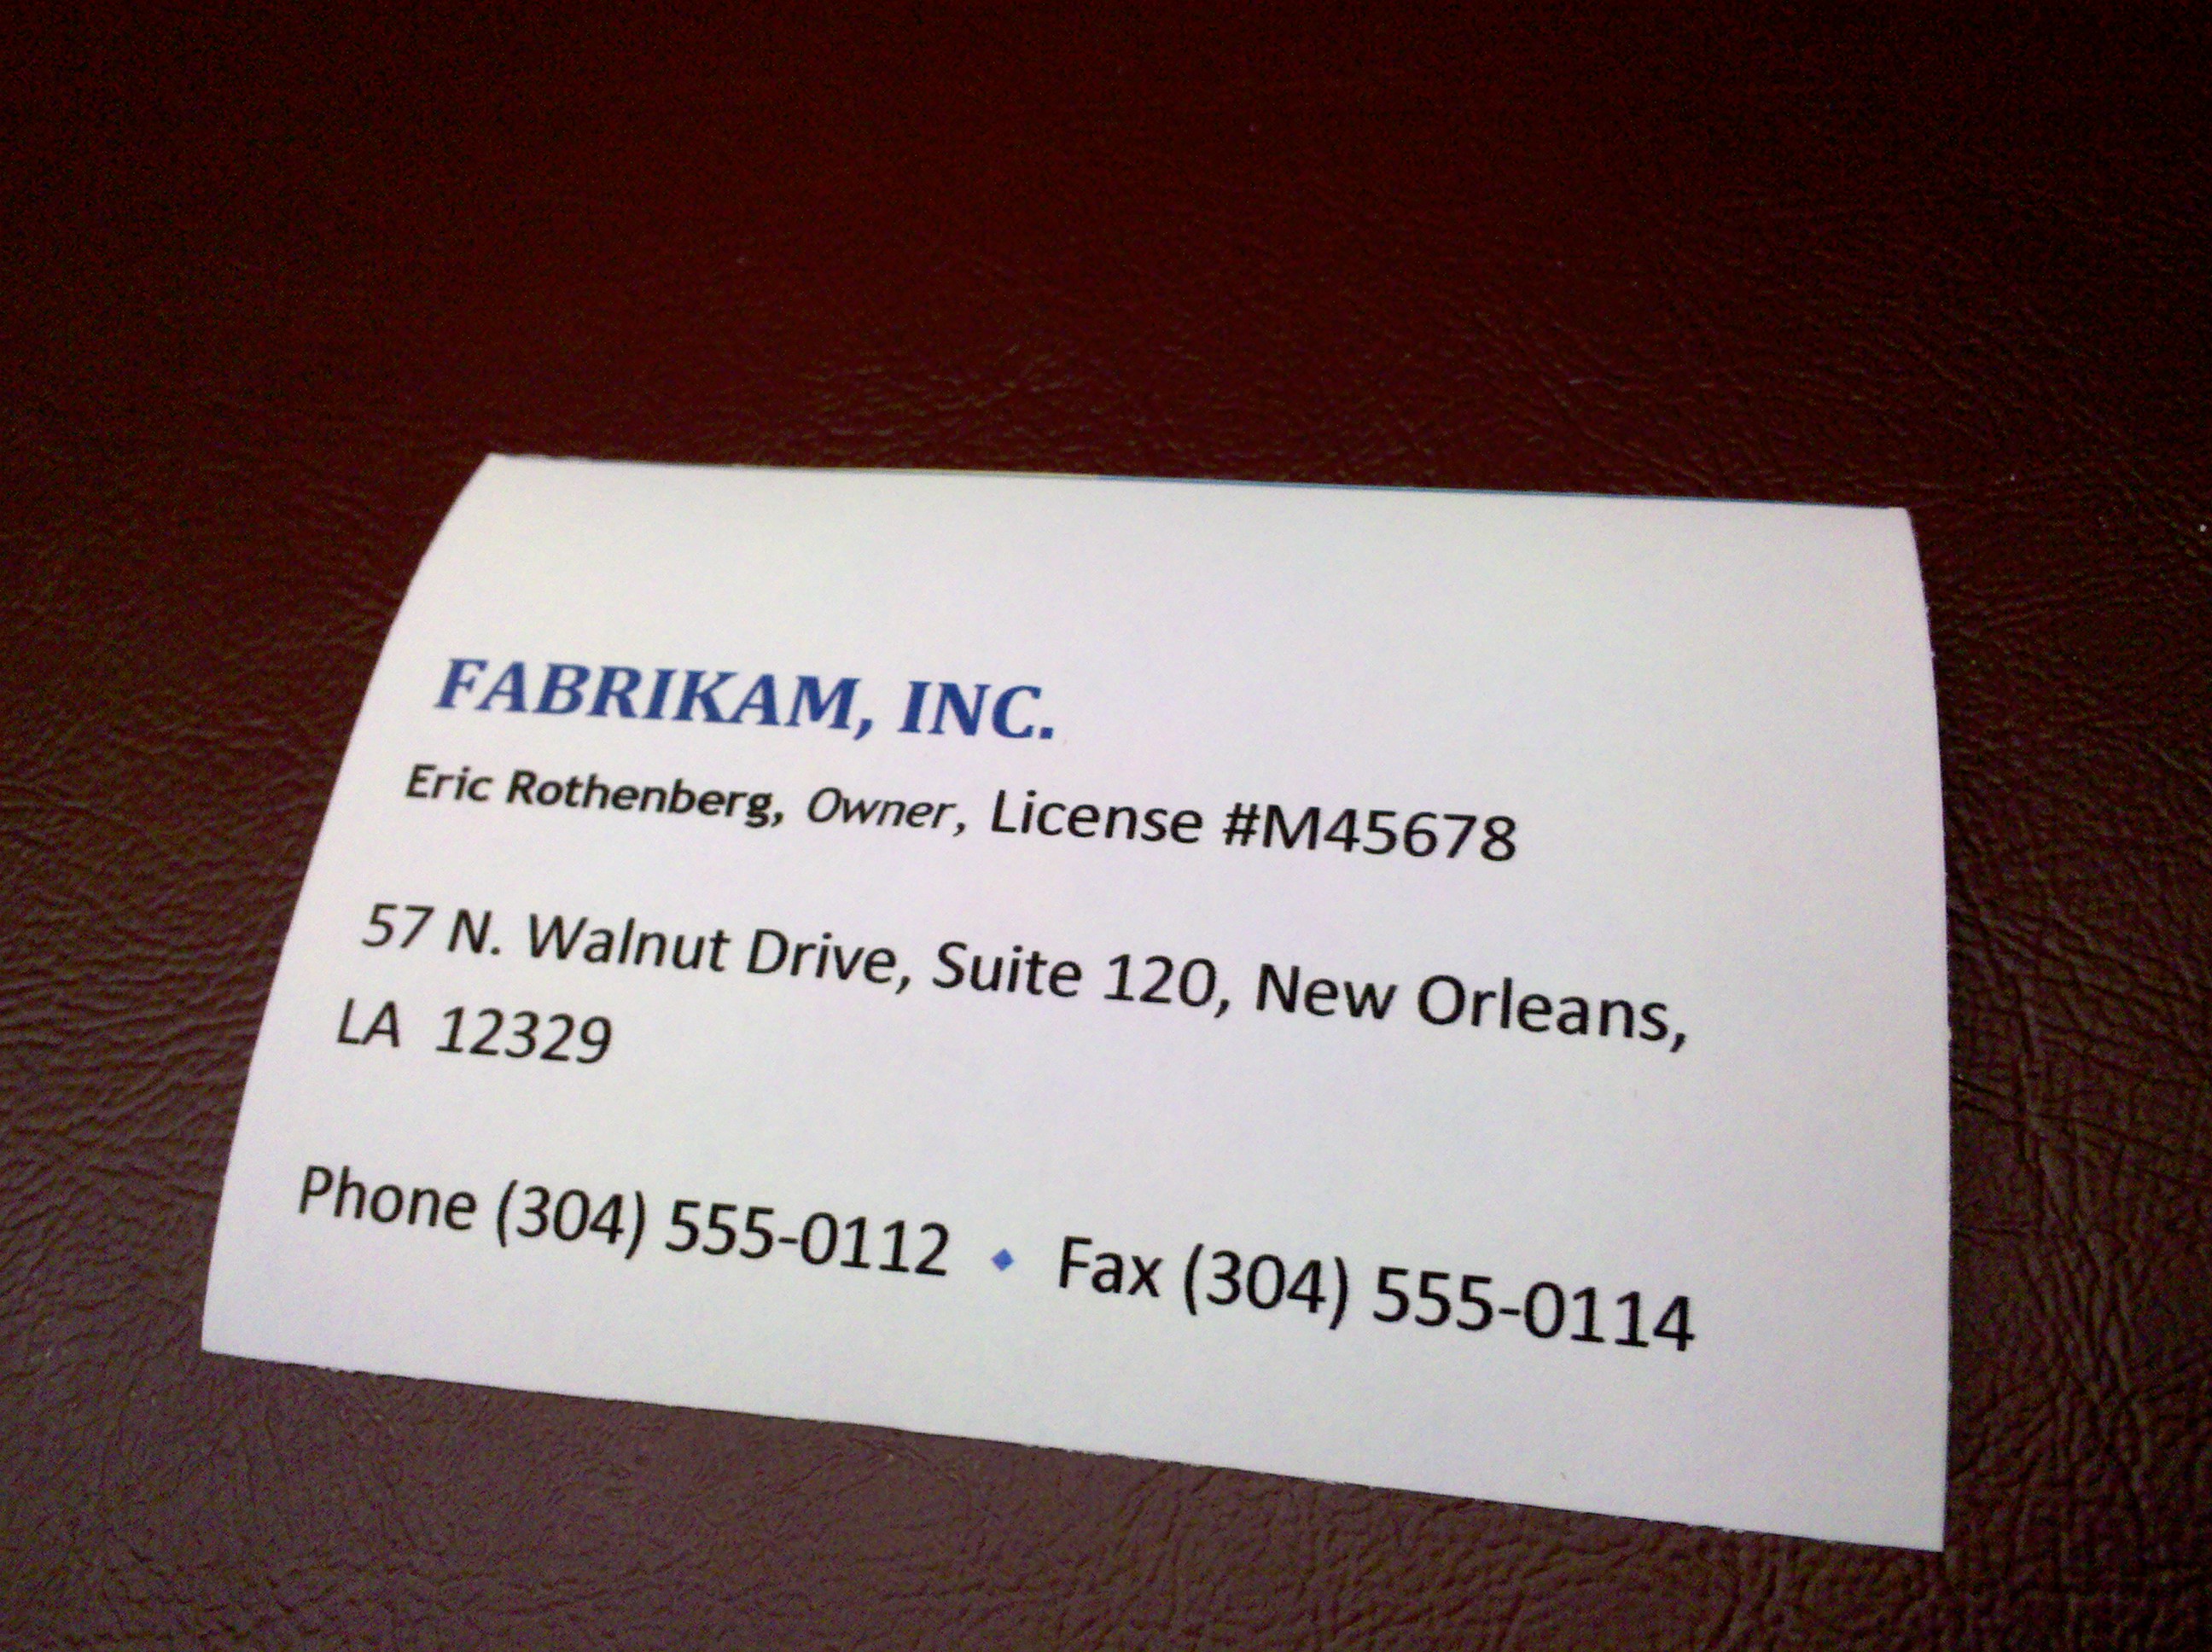 FABRIKAM, INC.
Eric Rothenberg, Owner, License #M45678
57 N. Walnut Drive, Suite 120, New Orleans,
LA 12329
Phone (304) 555-0112 ◆ Fax (304) 555-0114